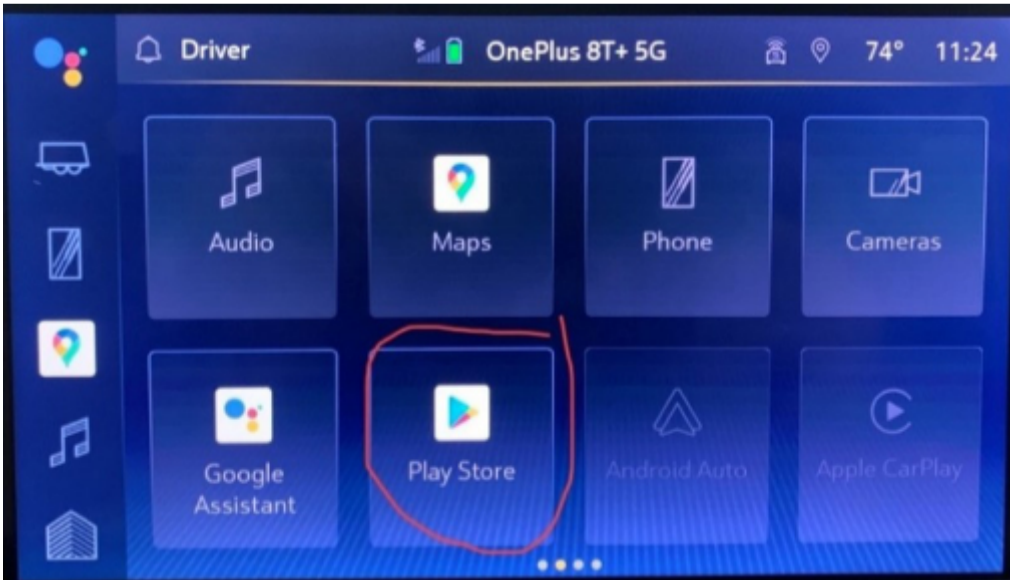 Driver
OnePlus 8T+ 5G
74° 11:24
Audio
Maps
Phone
Cameras
Google
Assistant
Play Store
Android Auto
Apple CarPlay